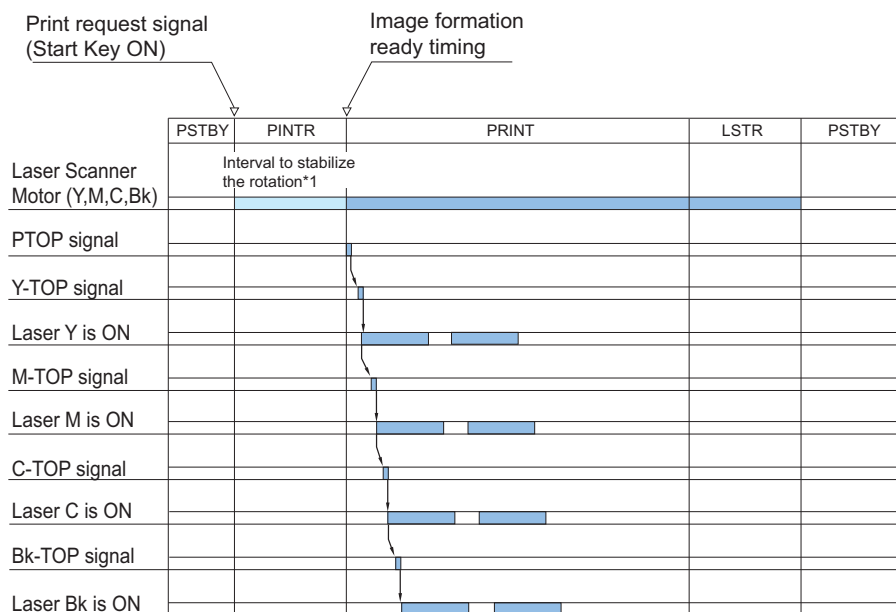 Print request signal
(Start Key ON)
Image formation
ready timing
PSTBY PINTR PRINT LSTR PSTBY
Laser Scanner
Motor (Y,M,C,Bk)
Interval to stabilize
the rotation*1
PTOP signal
Y-TOP signal
Laser Y is ON
M-TOP signal
Laser M is ON
C-TOP signal
Laser C is ON
Bk-TOP signal
Laser Bk is ON